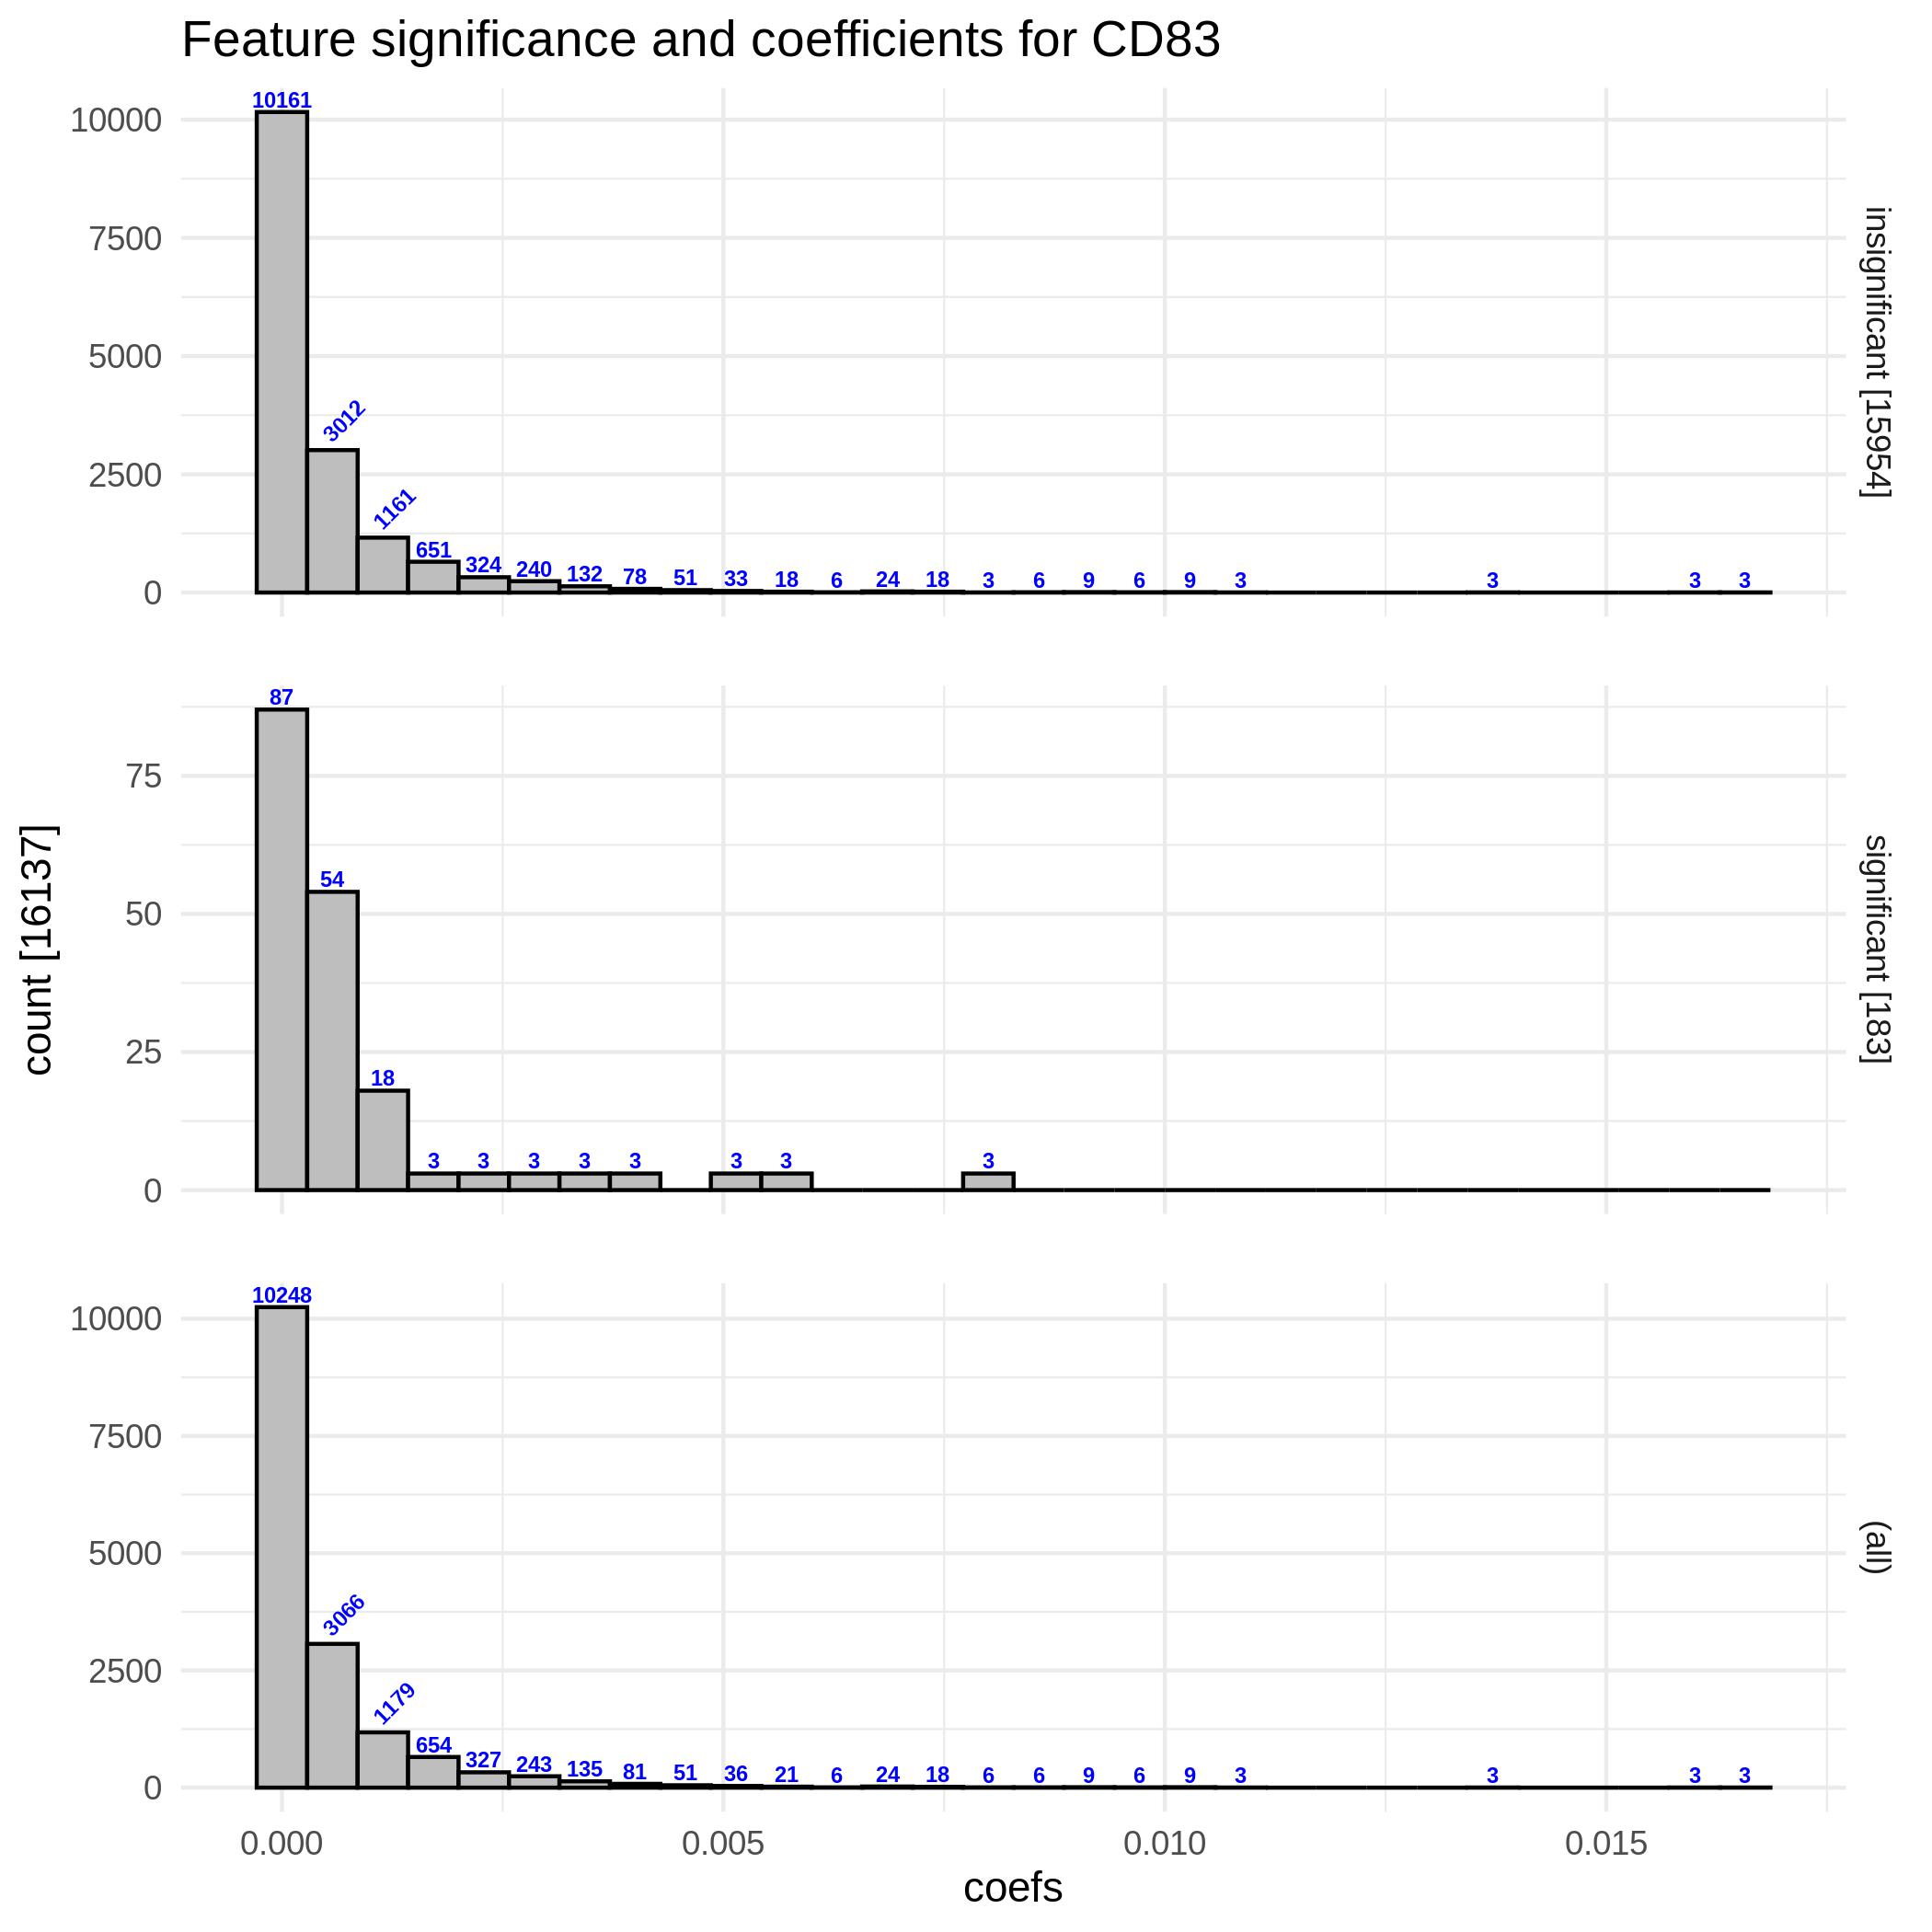 Feature significance and coefficients for CD83
10161
10000
7500
5000
3012
2500
1161
651 324 240 132 78 51 33 18 6 24 18 3 6 9 6 9 3 3 3 3
0
insignificant [15954]
87
75
54
50
25
18
3 3 3 3 3 3 3 3
0
significant [183]
count [16137]
10248
10000
7500
5000
3066
2500
1179
654 327 243 135 81 51 36 21 6 24 18 6 6 9 6 9 3 3 3 3
0
(all)
0.000 0.005 0.010 0.015
coefs